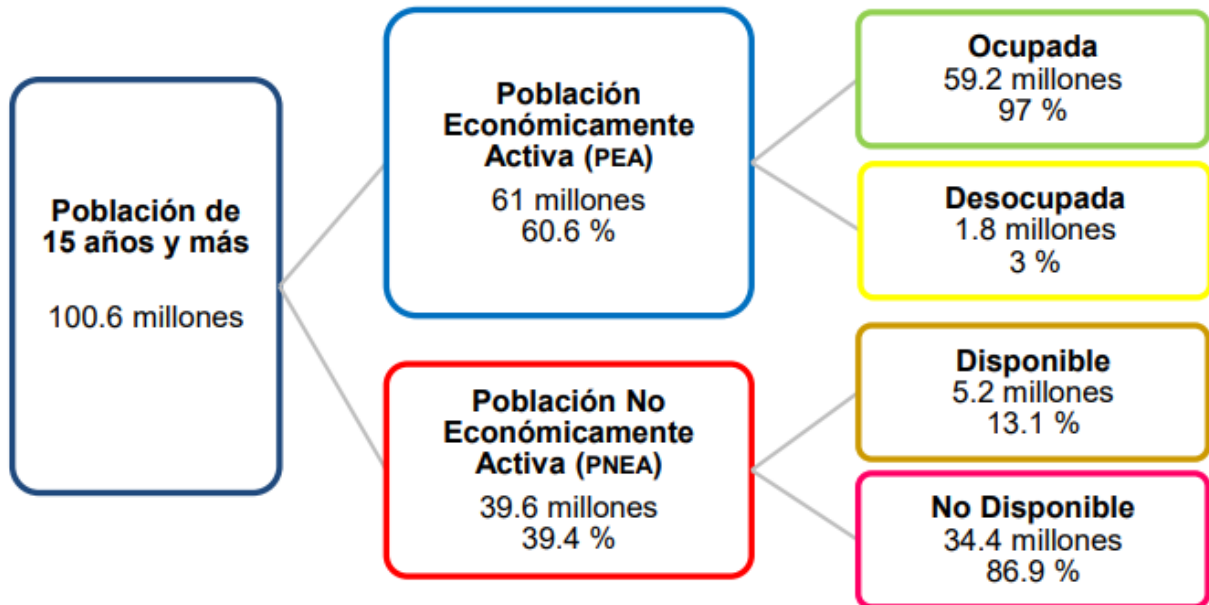 Población de
15 años y más
100.6 millones
Población
Económicamente
Activa (PEA)
61 millones
60.6 %
Ocupada
59.2 millones
97 %
Desocupada
1.8 millones
3 %
Población No
Económicamente
Activa (PNEA)
39.6 millones
39.4 %
Disponible
5.2 millones
13.1 %
No Disponible
34.4 millones
86.9 %